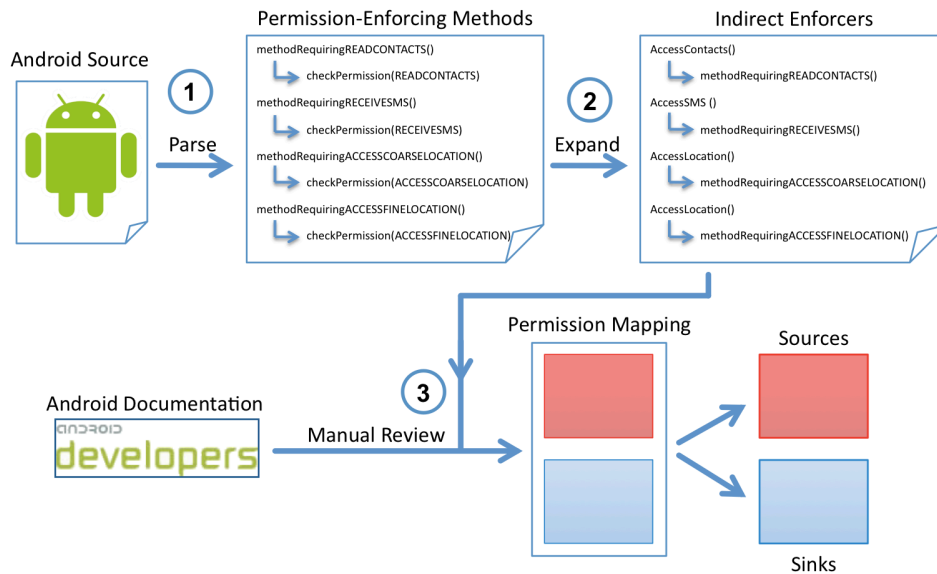 Permission-Enforcing Methods
Indirect Enforcers
Android Source
methodRequiringREADCONTACTS()
checkPermission(READCONTACTS)
methodRequiringRECEIVESMS()
checkPermission(RECEIVESMS)
methodRequiringACCESSCOARSELOCATION()
checkPermission(ACCESSCOARSELOCATION)
methodRequiringACCESSFINELOCATION()
checkPermission(ACCESSFINELOCATION)
AccessContacts()
methodRequiringREADCONTACTS()
AccessSMS ()
methodRequiringRECEIVESMS()
AccessLocation()
methodRequiringACCESSCOARSELOCATION()
AccessLocation()
methodRequiringACCESSFINELOCATION()
1
Parse
2
Expand
Permission Mapping
Sources
3
Android Documentation
Manual Review
android
developers
Sinks